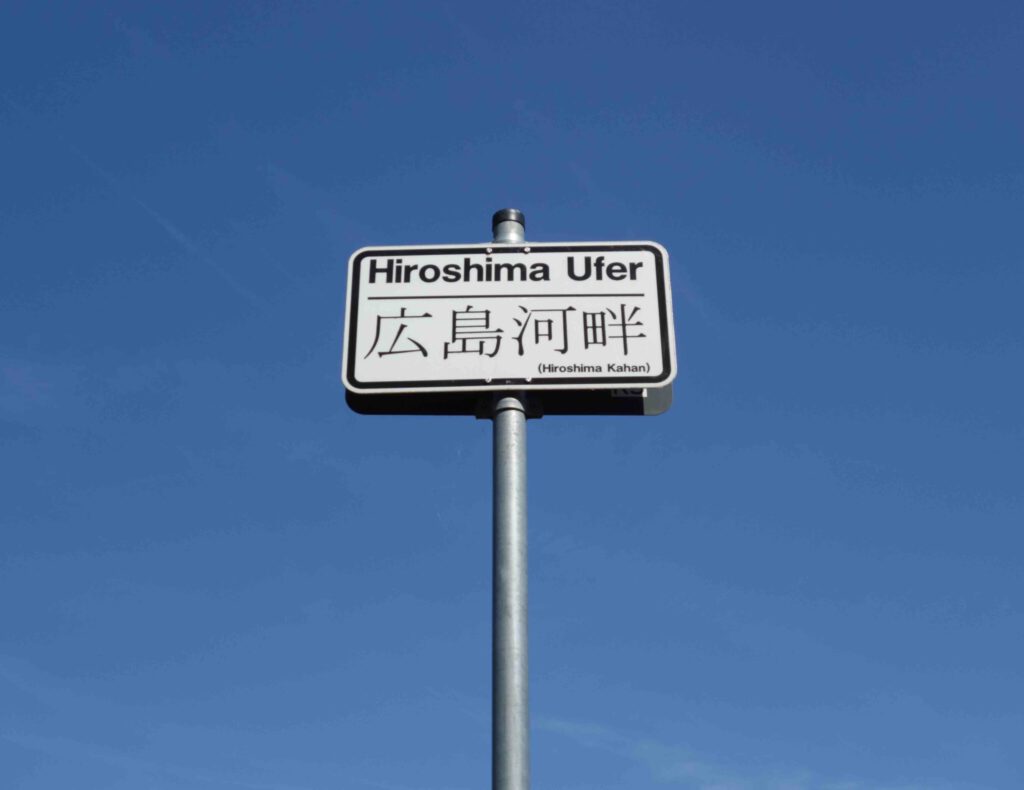 Hiroshima Ufer
広島河畔
(Hiroshima Kahan)